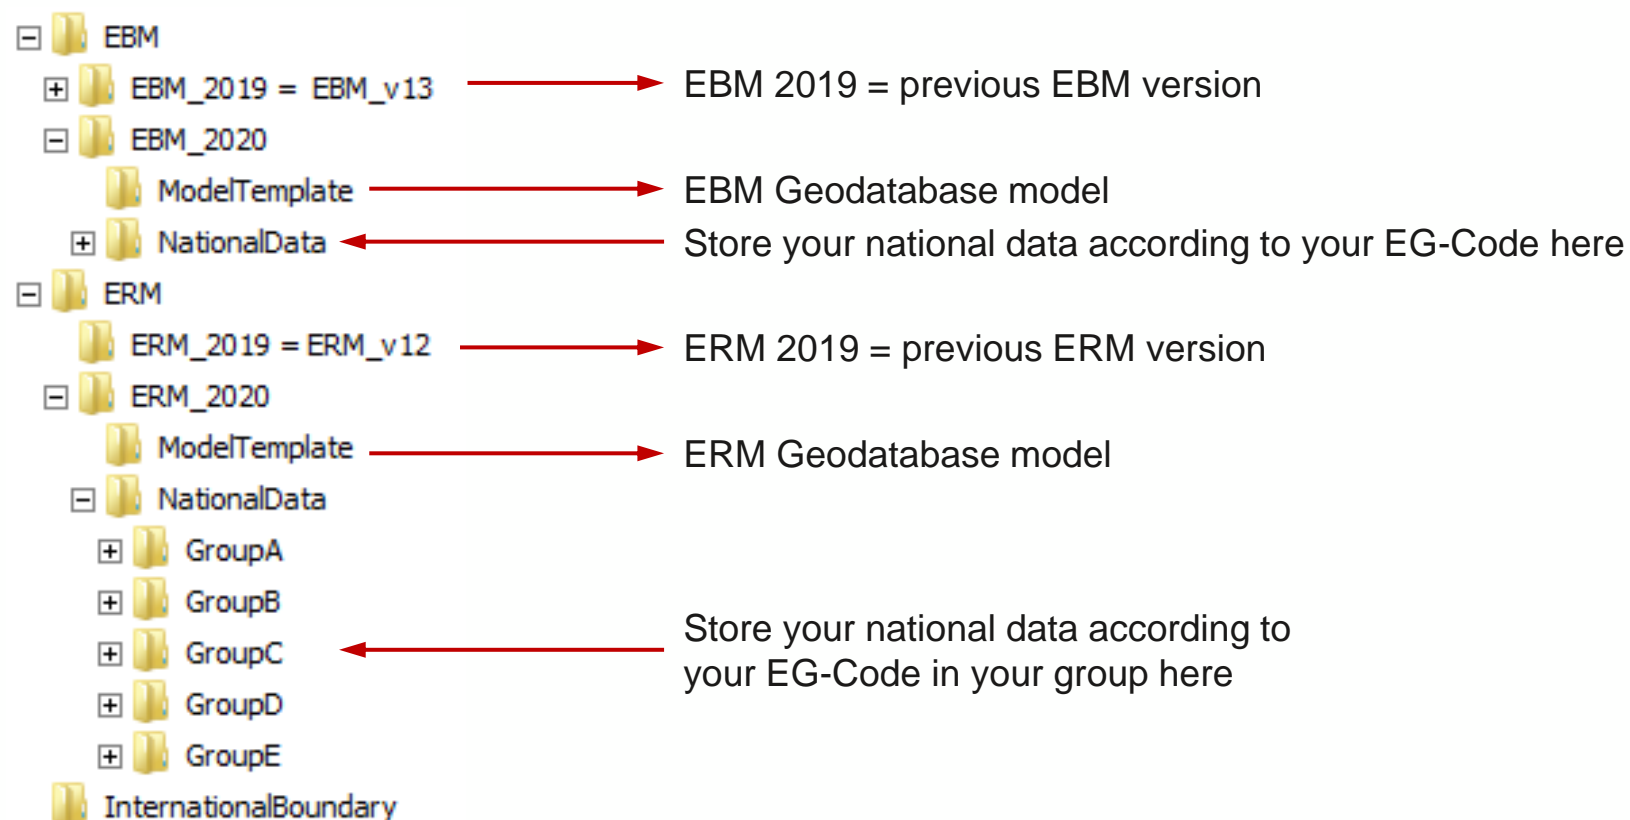 EBM
EBM_2019 = EBM_v13 EBM 2019 = previous EBM version
EBM_2020
ModelTemplate EBM Geodatabase model
NationalData Store your national data according to your EG-Code here
ERM
ERM_2019 = ERM_v12 ERM 2019 = previous ERM version
ERM_2020
ModelTemplate ERM Geodatabase model
NationalData
GroupA
GroupB
GroupC
Store your national data according to
your EG-Code in your group here
GroupD
GroupE
InternationalBoundary